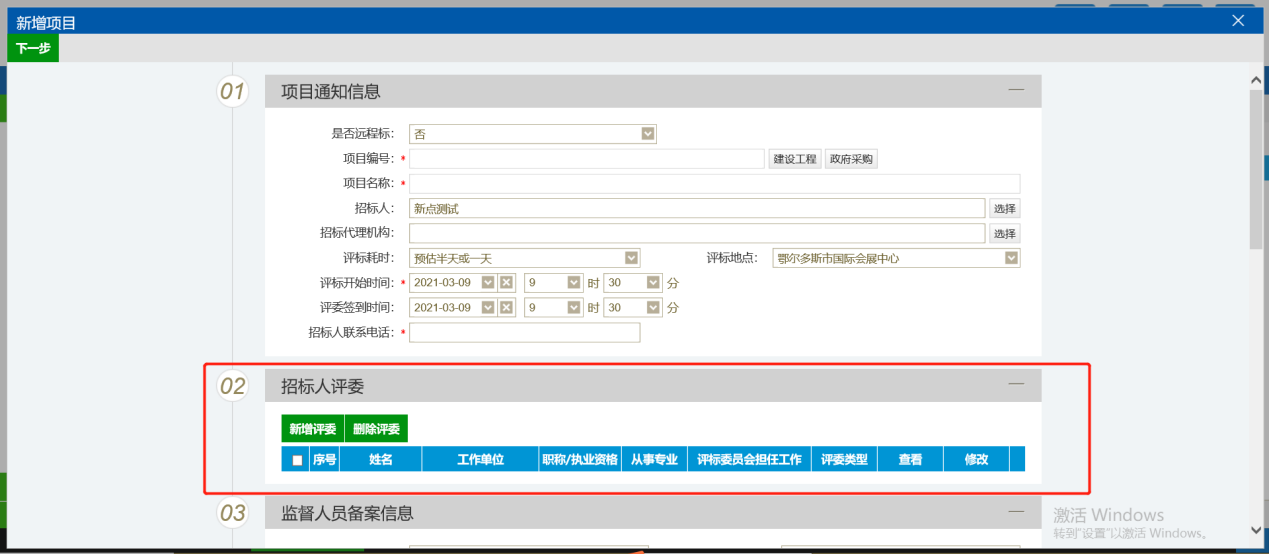 新增项目
下一步
01 项目通知信息
是否远程标： 否
项目编号：* 建设工程 政府采购
项目名称：*
招标人： 新点测试 选择
招标代理机构： 选择
评标耗时： 预估半天或一天 评标地点： 鄂尔多斯市国际会展中心
评标开始时间：* 2021-03-09 9 时 30 分
评委签到时间： 2021-03-09 9 时 30 分
招标人联系电话：*
02 招标人评委
新增评委 删除评委
序号 姓名 工作单位 职称/执业资格 从事专业 评标委员会担任工作 评委类型 查看 修改
03 监督人员备案信息
激活 Windows
转到"设置"以激活 Windows。